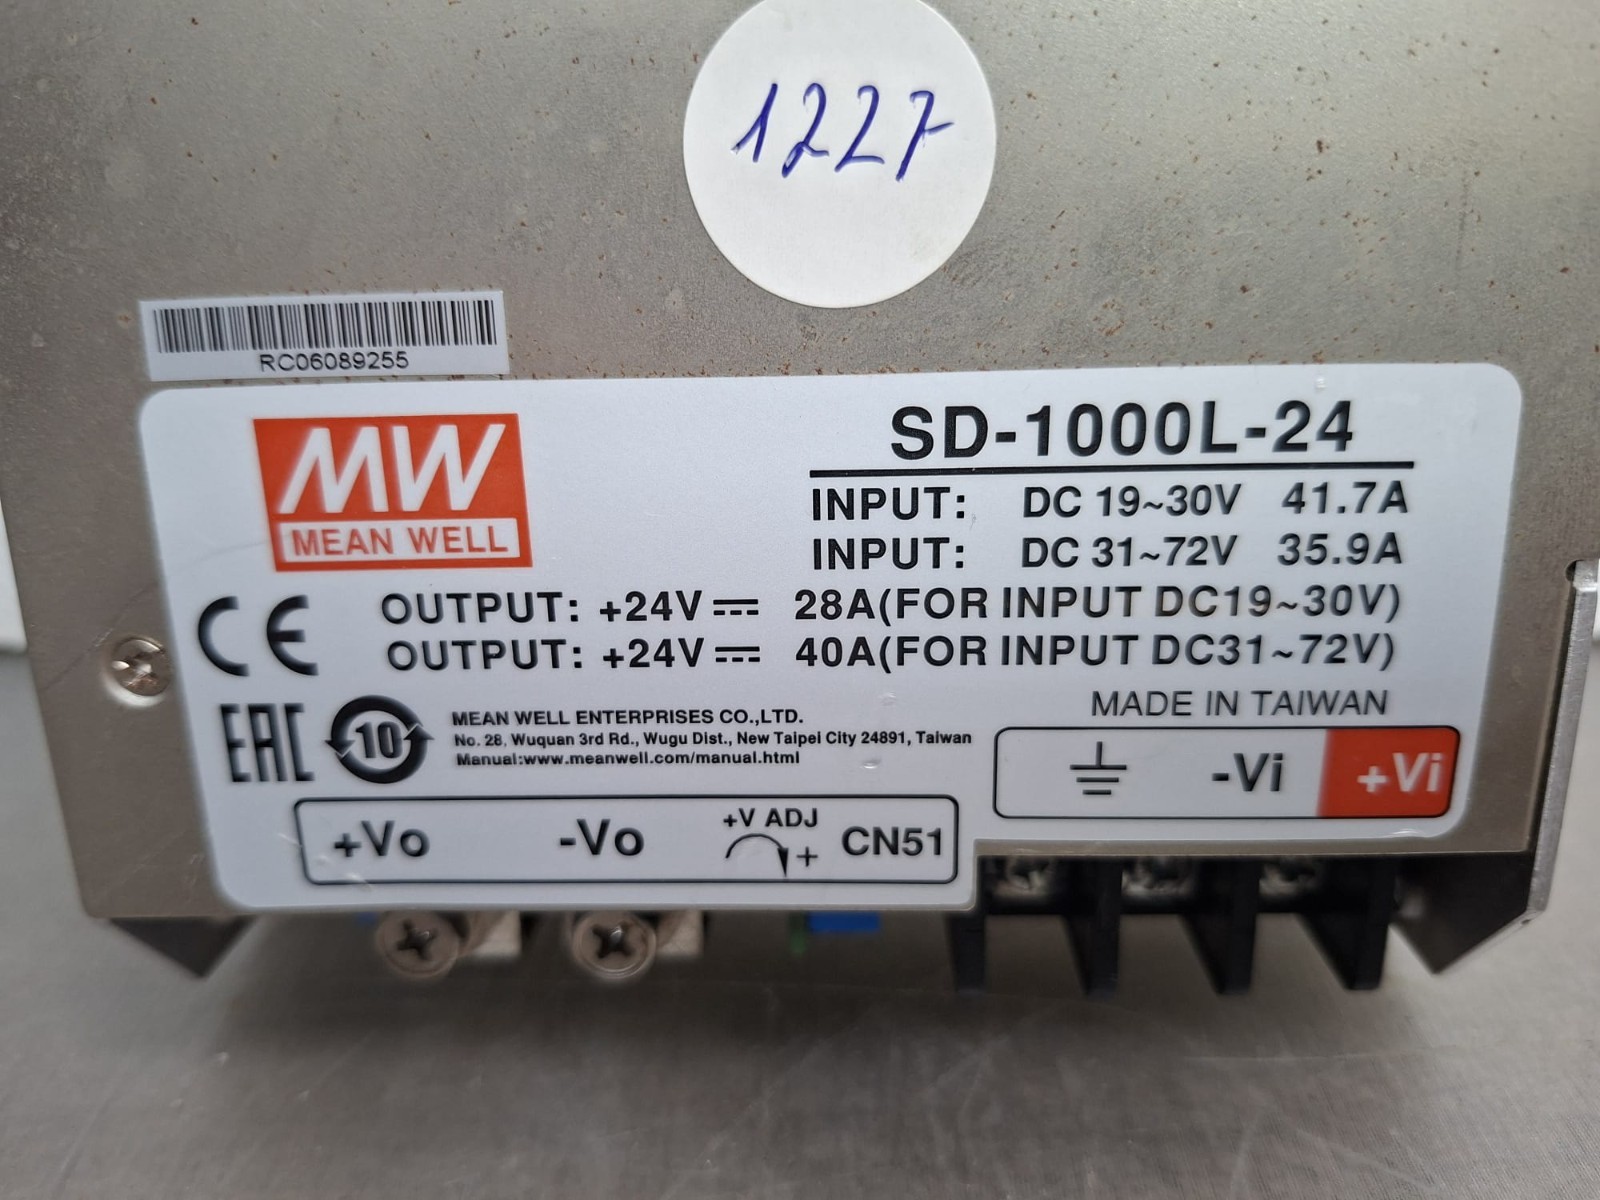 1227
RC06089255
MW
MEAN WELL
SD-1000L-24
INPUT: DC 19~30V 41.7A
INPUT: DC 31~72V 35.9A
OUTPUT: +24V⎓ 28A(FOR INPUT DC19~30V)
OUTPUT: +24V⎓ 40A(FOR INPUT DC31~72V)
MADE IN TAIWAN
CE
EAC
10
MEAN WELL ENTERPRISES CO.,LTD.
No. 28, Wuquan 3rd Rd., Wugu Dist., New Taipei City 24891, Taiwan
Manual:www.meanwell.com/manual.html
-Vi +Vi
+Vo -Vo +V ADJ + CN51